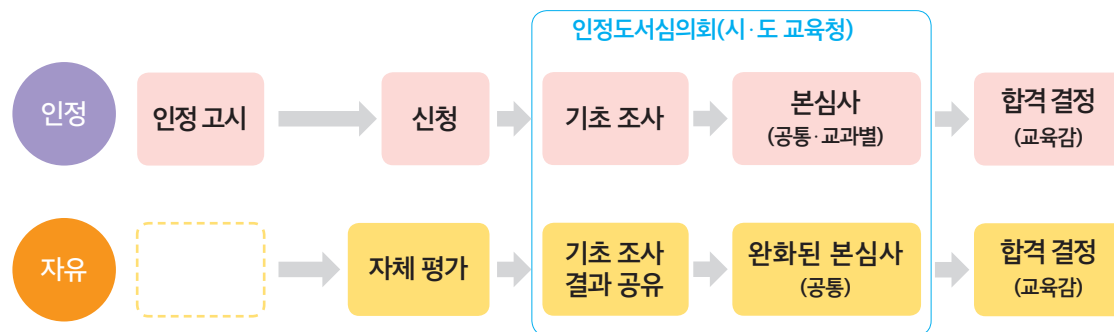 인정도서심의회(시·도 교육청)
인정
인정 고시
신청
기초 조사
본심사
(공통·교과별)
합격 결정
(교육감)
자유
자체 평가
기초 조사
결과 공유
완화된 본심사
(공통)
합격 결정
(교육감)